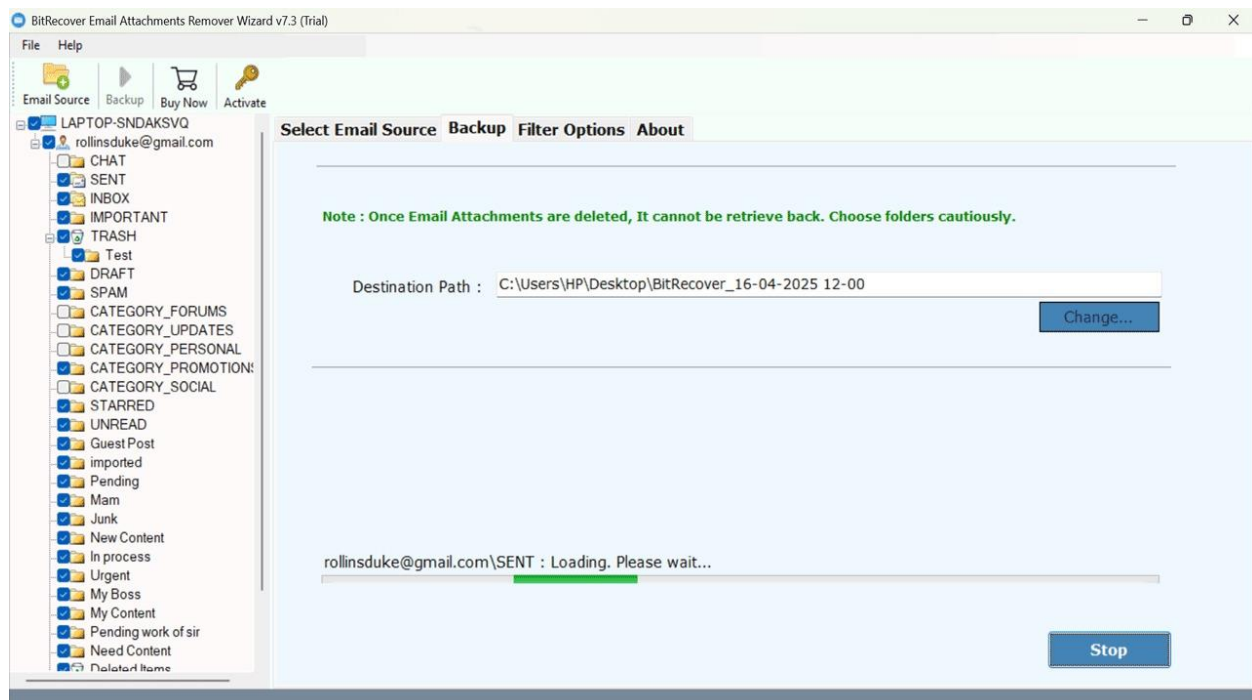 BitRecover Email Attachments Remover Wizard v7.3 (Trial)
File Help
Email Source Backup Buy Now Activate
LAPTOP-SNDAKSVQ
rollinsduke@gmail.com
CHAT
SENT
INBOX
IMPORTANT
TRASH
Test
DRAFT
SPAM
CATEGORY_FORUMS
CATEGORY_UPDATES
CATEGORY_PERSONAL
CATEGORY_PROMOTIONS
CATEGORY_SOCIAL
STARRED
UNREAD
Guest Post
imported
Pending
Mam
Junk
New Content
In process
Urgent
My Boss
My Content
Pending work of sir
Need Content
Deleted Items
Select Email Source Backup Filter Options About
Note : Once Email Attachments are deleted, It cannot be retrieve back. Choose folders cautiously.
Destination Path : C:\Users\HP\Desktop\BitRecover_16-04-2025 12-00
Change...
rollinsduke@gmail.com\SENT : Loading. Please wait...
Stop